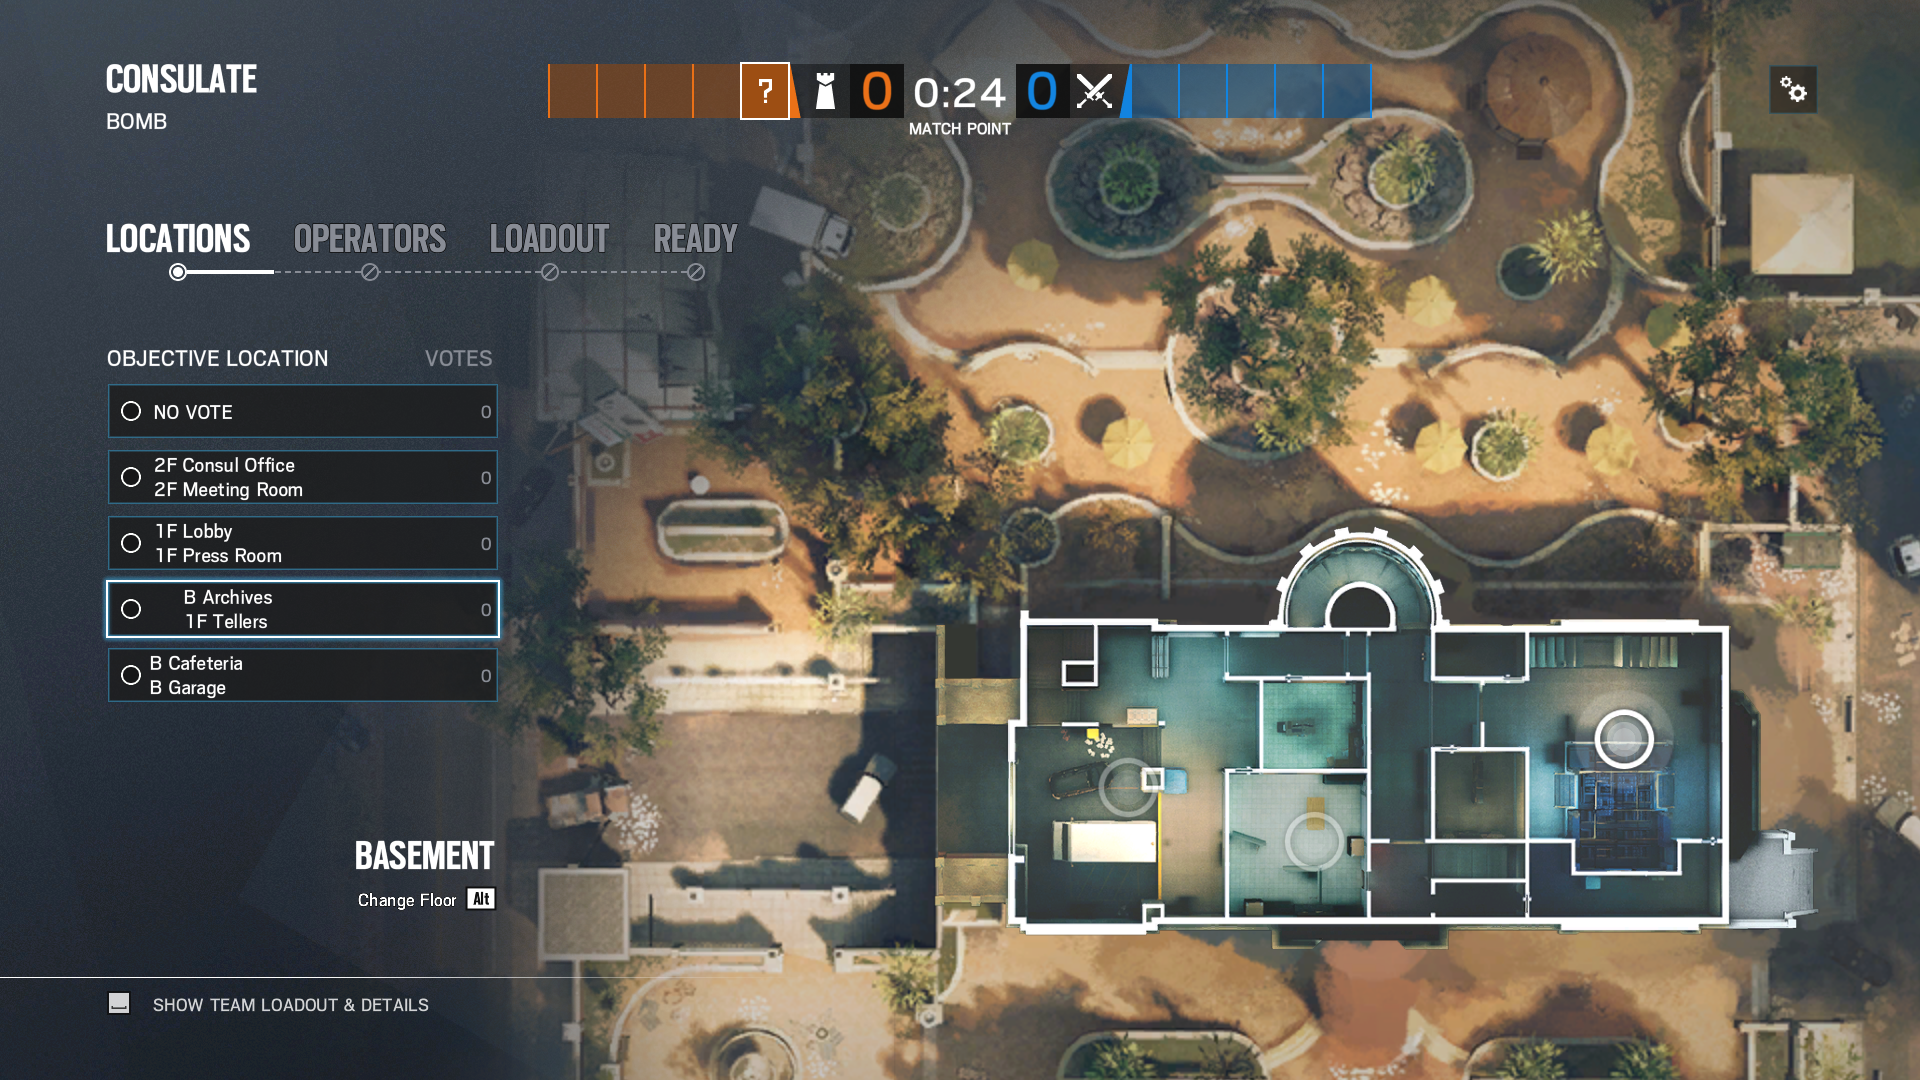 CONSULATE
BOMB
?
0
0:24
0
MATCH POINT
LOCATIONS
OPERATORS
LOADOUT
READY
OBJECTIVE LOCATION
VOTES
NO VOTE
0
2F Consul Office
2F Meeting Room
0
1F Lobby
1F Press Room
0
B Archives
1F Tellers
0
B Cafeteria
B Garage
0
BASEMENT
Change Floor Alt
SHOW TEAM LOADOUT & DETAILS